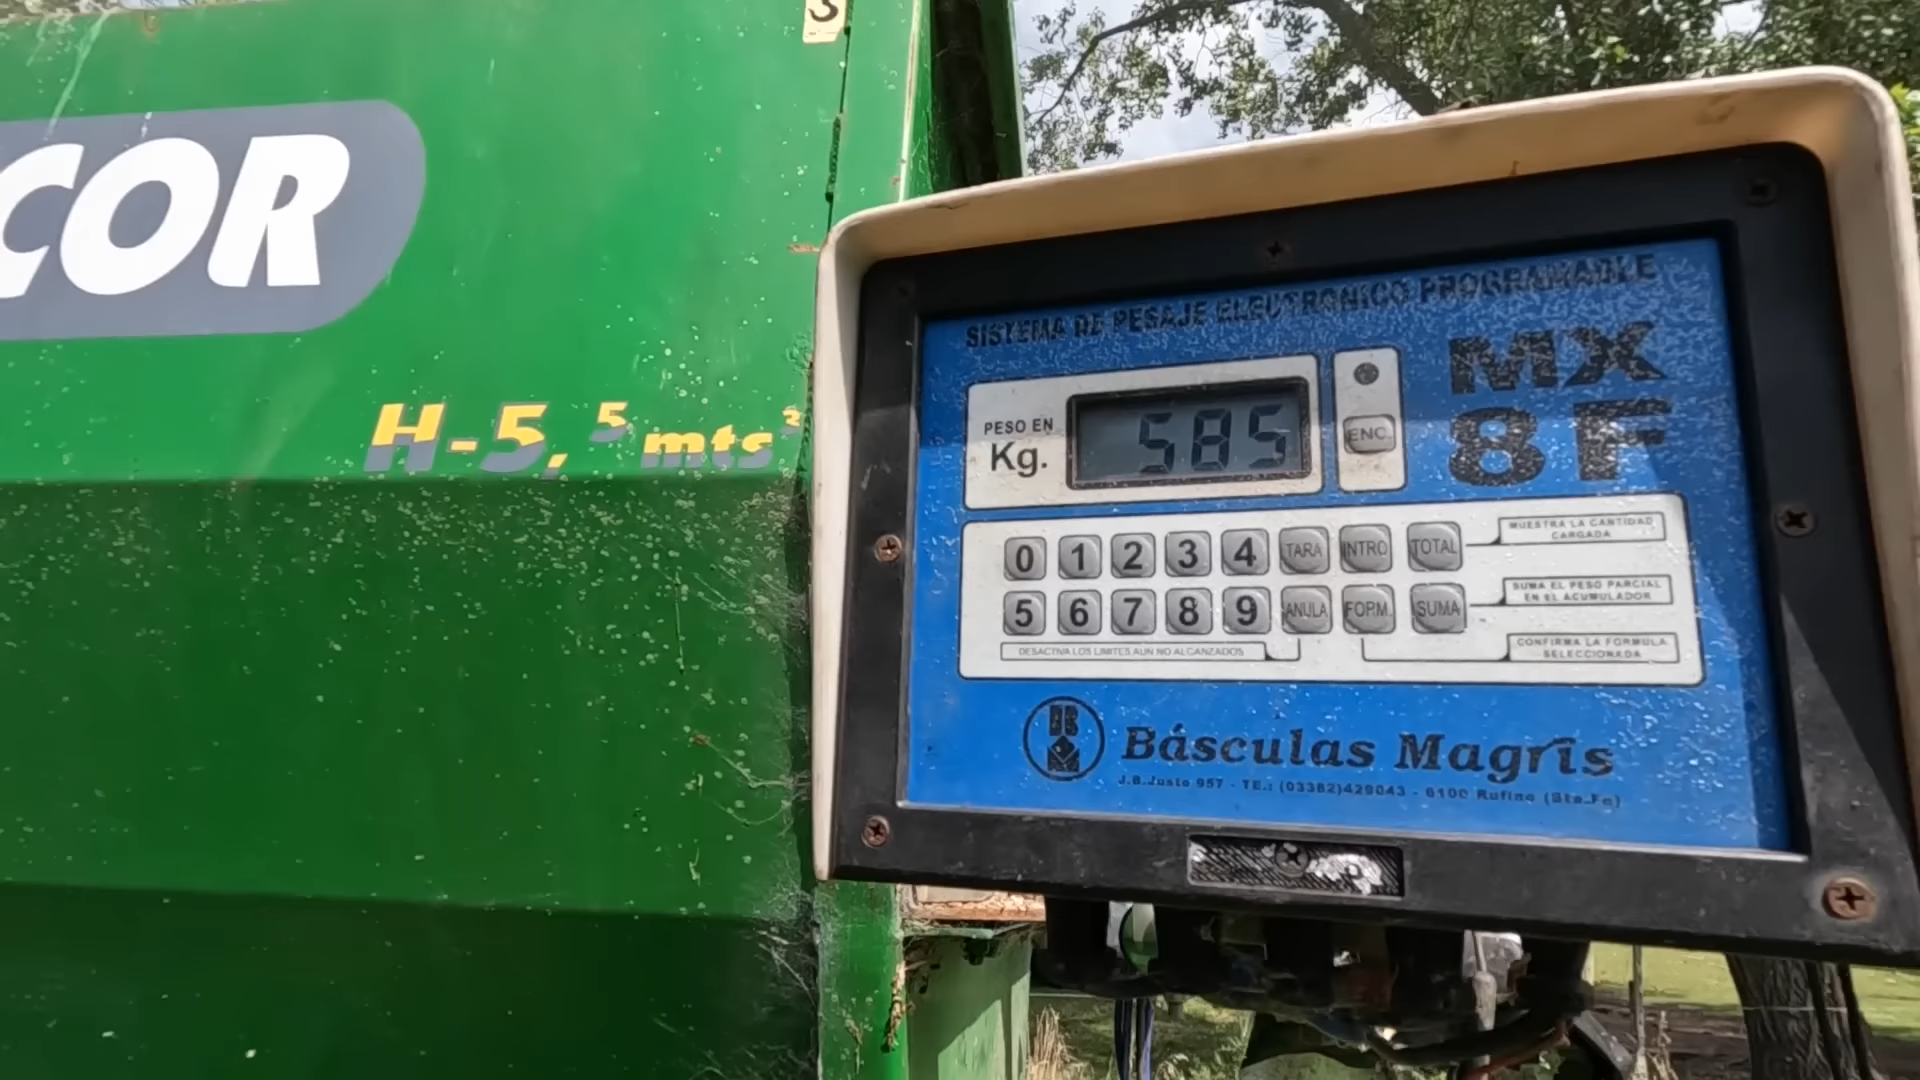 S
COR
H-5,5 mts³
SISTEMA DE PESAJE ELECTRONICO PROGRAMABLE
MX
8F
PESO EN
Kg.
585
ENC.
0 1 2 3 4 TARA INTRO TOTAL
5 6 7 8 9 ANULA FORM. SUMA
MUESTRA LA CANTIDAD
CARGADA
SUMA EL PESO PARCIAL
EN EL ACUMULADOR
CONFIRMA LA FORMULA
SELECCIONADA
DESACTIVA LOS LIMITES AUN NO ALCANZADOS
Básculas Magris
J.B.Justo 957 - TE.: (03382)429043 - 6100 Rufino (Sta.Fe)